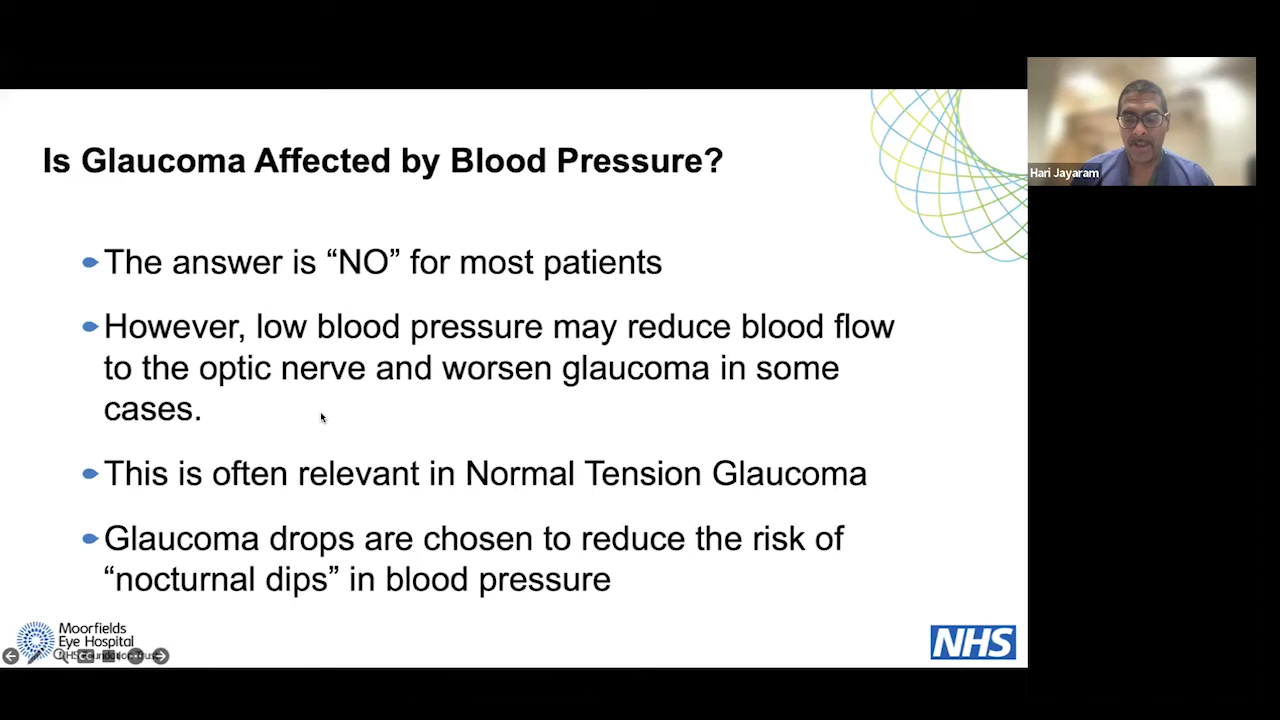 Is Glaucoma Affected by Blood Pressure?
Hari Jayaram
The answer is “NO” for most patients
However, low blood pressure may reduce blood flow
to the optic nerve and worsen glaucoma in some
cases.
This is often relevant in Normal Tension Glaucoma
Glaucoma drops are chosen to reduce the risk of
“nocturnal dips” in blood pressure
Moorfields
Eye Hospital
NHS Foundation Trust
NHS